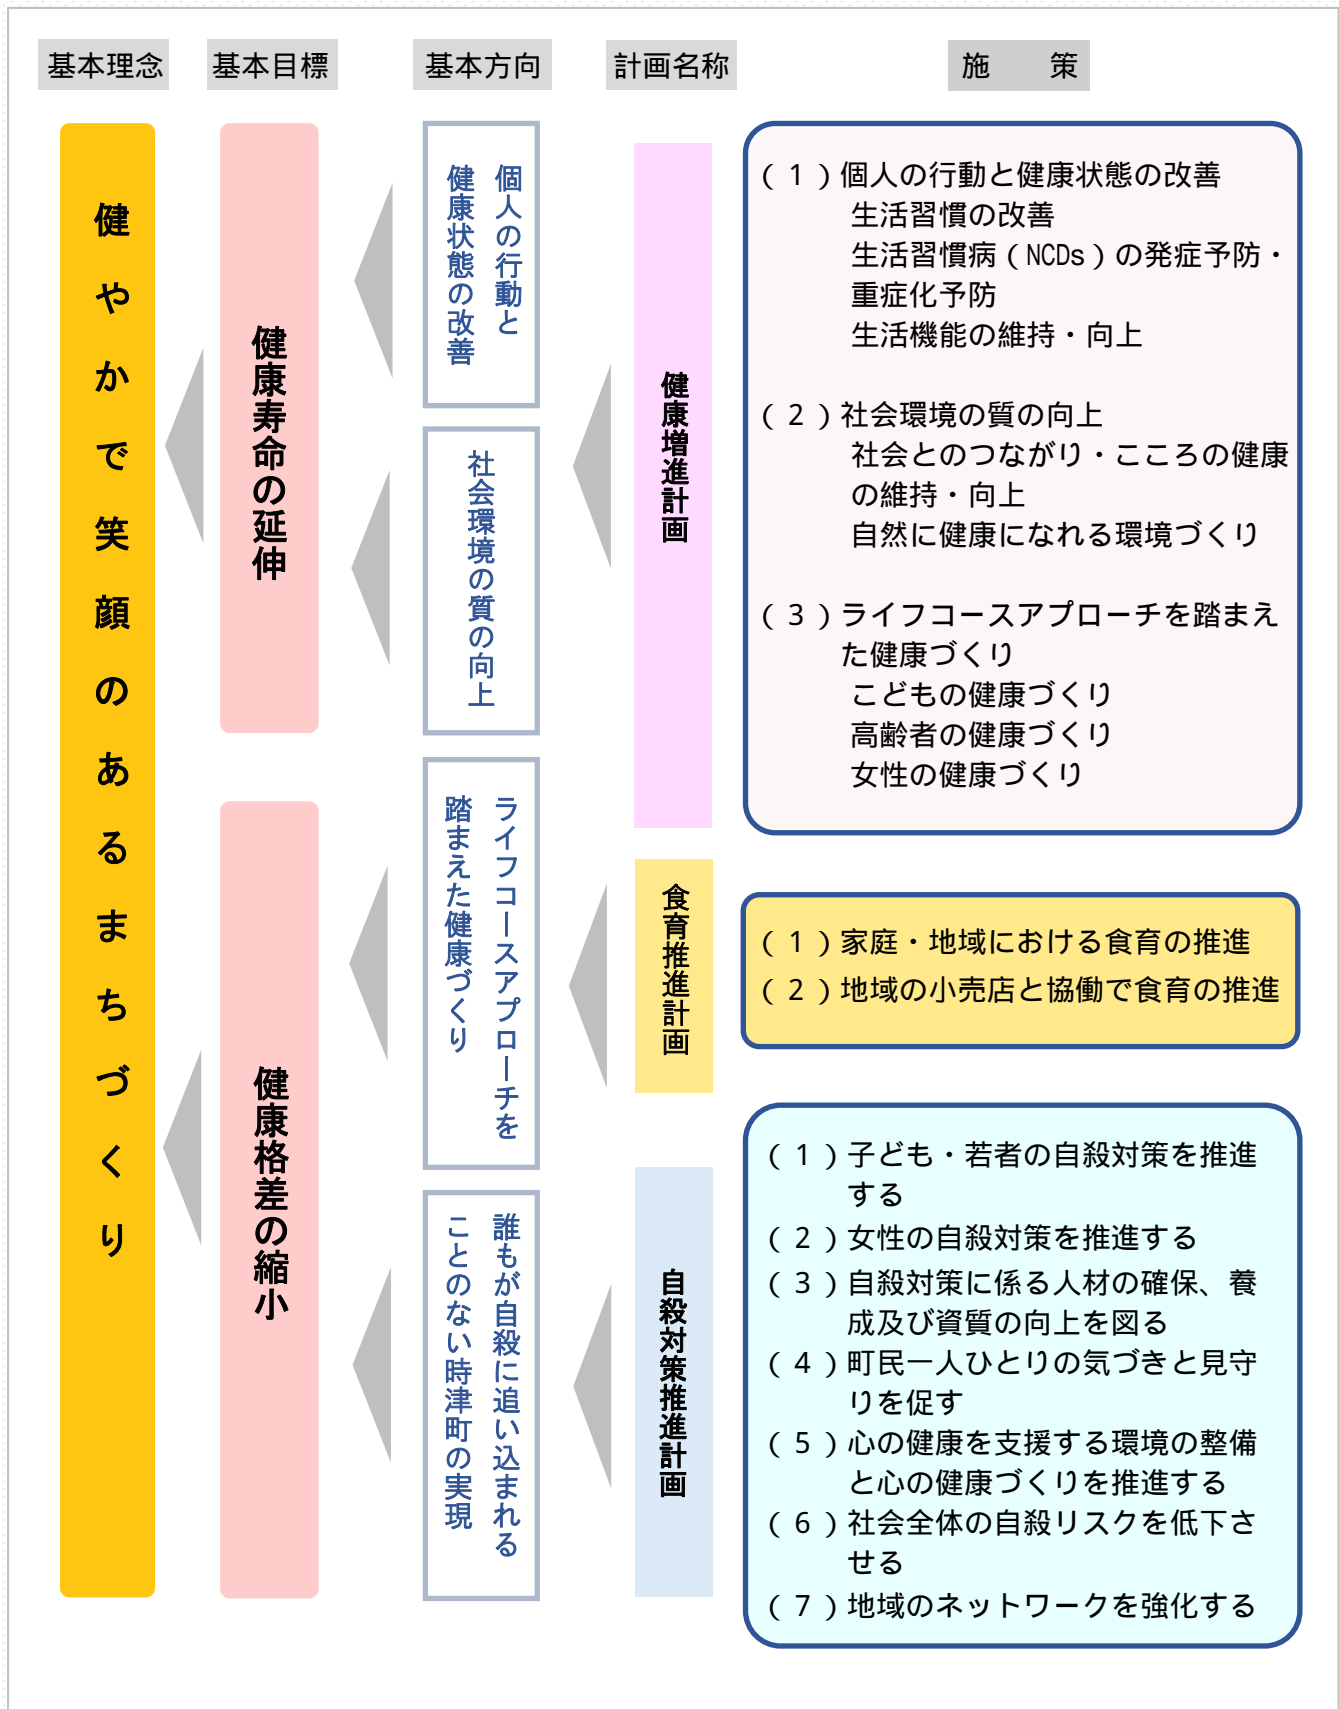 基本理念
基本目標
基本方向
計画名称
施　策
健やかで笑顔のあるまちづくり
健康寿命の延伸
健康格差の縮小
個人の行動と
健康状態の改善
社会環境の質の向上
ライフコースアプローチを
踏まえた健康づくり
誰もが自殺に追い込まれる
ことのない時津町の実現
健康増進計画
食育推進計画
自殺対策推進計画
（1）個人の行動と健康状態の改善
生活習慣の改善
生活習慣病（NCDs）の発症予防・
重症化予防
生活機能の維持・向上
（2）社会環境の質の向上
社会とのつながり・こころの健康
の維持・向上
自然に健康になれる環境づくり
（3）ライフコースアプローチを踏まえ
た健康づくり
こどもの健康づくり
高齢者の健康づくり
女性の健康づくり
（1）家庭・地域における食育の推進
（2）地域の小売店と協働で食育の推進
（1）子ども・若者の自殺対策を推進
する
（2）女性の自殺対策を推進する
（3）自殺対策に係る人材の確保、養
成及び資質の向上を図る
（4）町民一人ひとりの気づきと見守
りを促す
（5）心の健康を支援する環境の整備
と心の健康づくりを推進する
（6）社会全体の自殺リスクを低下さ
せる
（7）地域のネットワークを強化する